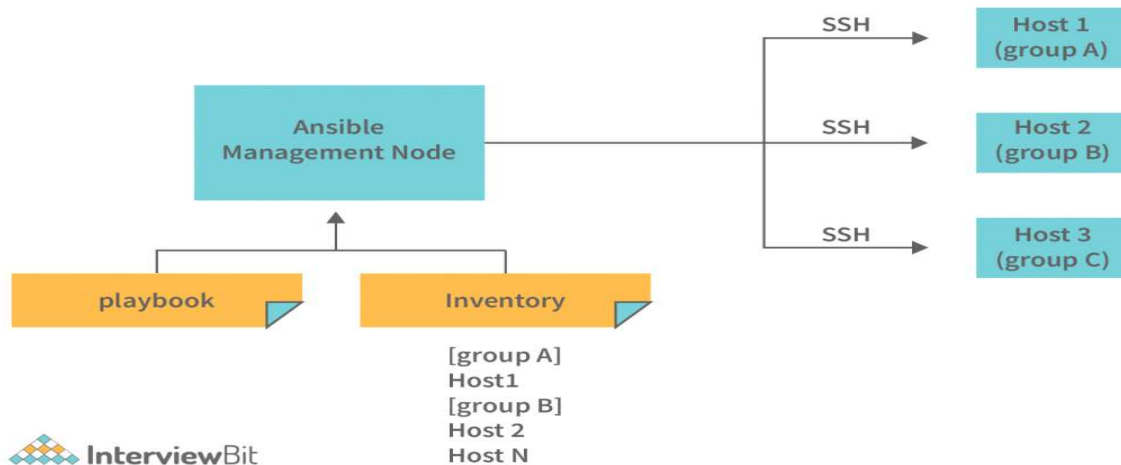 SSH
Host 1
(group A)
Ansible
Management Node
SSH
Host 2
(group B)
SSH
Host 3
(group C)
playbook
Inventory
[group A]
Host1
[group B]
Host 2
Host N
InterviewBit